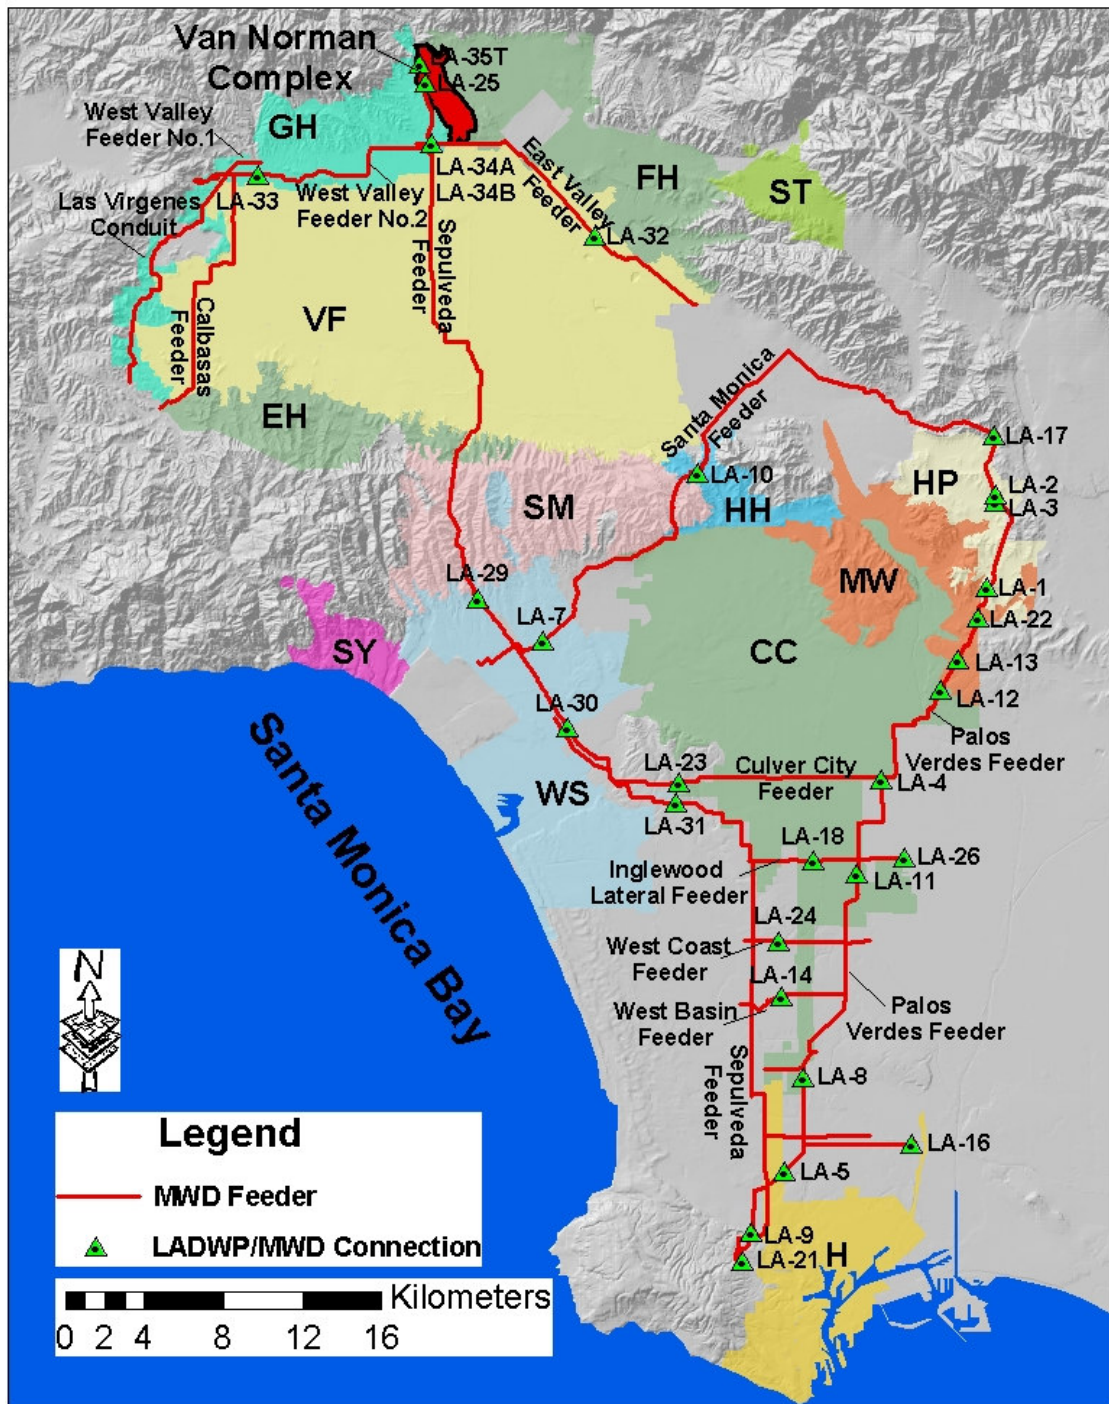 Van Norman
Complex
LA-35T
LA-25
West Valley
Feeder No.1
GH
LA-34A
LA-34B
East Valley
Feeder
FH
ST
LA-33
West Valley
Feeder No.2
Las Virgenes
Conduit
LA-32
Sepulveda
Feeder
VF
Calbasas
Feeder
EH
Santa Monica
Feeder
LA-17
LA-10
HP
LA-2
LA-3
SM
HH
LA-29
MW
LA-1
LA-7
LA-22
SY
CC
LA-13
LA-12
LA-30
Palos
Verdes Feeder
LA-23
Culver City
Feeder
LA-4
WS
LA-31
Santa Monica Bay
LA-18
LA-26
Inglewood
Lateral Feeder
LA-11
LA-24
West Coast
Feeder
LA-14
West Basin
Feeder
Palos
Verdes Feeder
N
Sepulveda
Feeder
LA-8
LA-16
LA-5
LA-9
LA-21
H
Legend
MWD Feeder
LADWP/MWD Connection
Kilometers
0 2 4 8 12 16